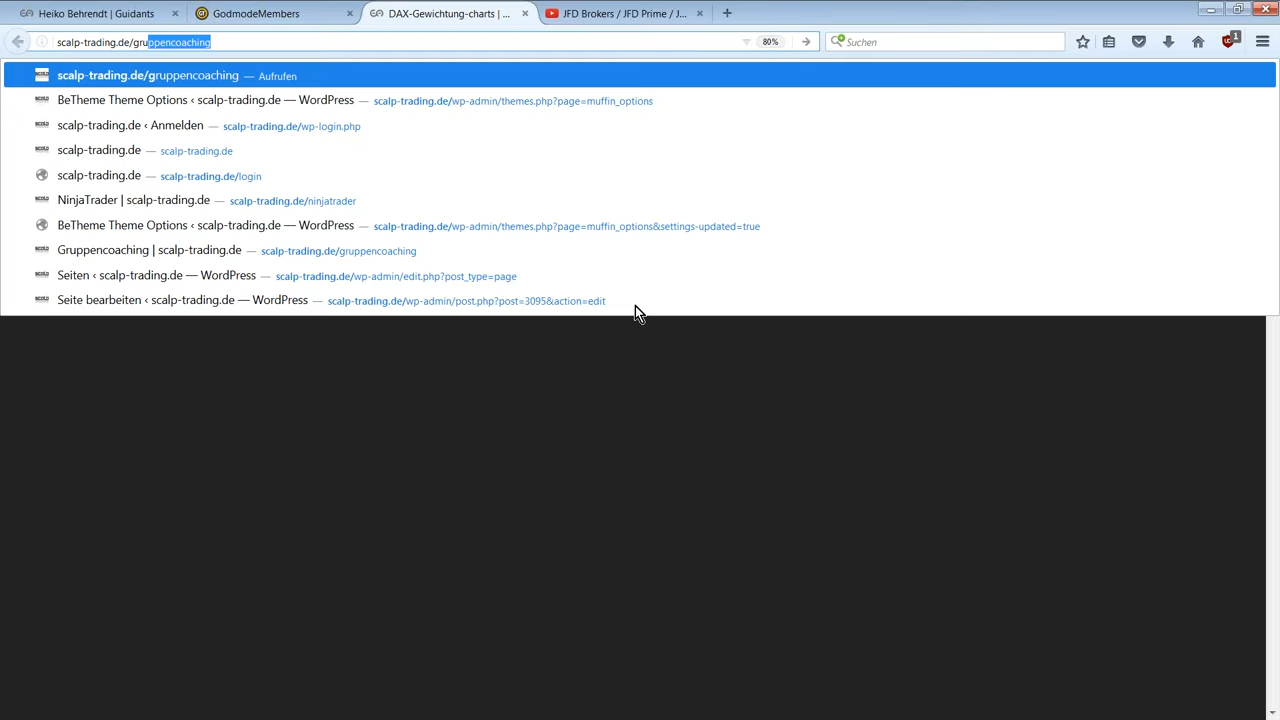 Heiko Behrendt | Guidants
GodmodeMembers
DAX-Gewichtung-charts | ...
JFD Brokers / JFD Prime / J...
scalp-trading.de/gruppencoaching
80%
Suchen
1
scalp-trading.de/gruppencoaching — Aufrufen
BeTheme Theme Options ‹ scalp-trading.de — WordPress — scalp-trading.de/wp-admin/themes.php?page=muffin_options
scalp-trading.de ‹ Anmelden — scalp-trading.de/wp-login.php
scalp-trading.de — scalp-trading.de
scalp-trading.de — scalp-trading.de/login
NinjaTrader | scalp-trading.de — scalp-trading.de/ninjatrader
BeTheme Theme Options ‹ scalp-trading.de — WordPress — scalp-trading.de/wp-admin/themes.php?page=muffin_options&settings-updated=true
Gruppencoaching | scalp-trading.de — scalp-trading.de/gruppencoaching
Seiten ‹ scalp-trading.de — WordPress — scalp-trading.de/wp-admin/edit.php?post_type=page
Seite bearbeiten ‹ scalp-trading.de — WordPress — scalp-trading.de/wp-admin/post.php?post=3095&action=edit